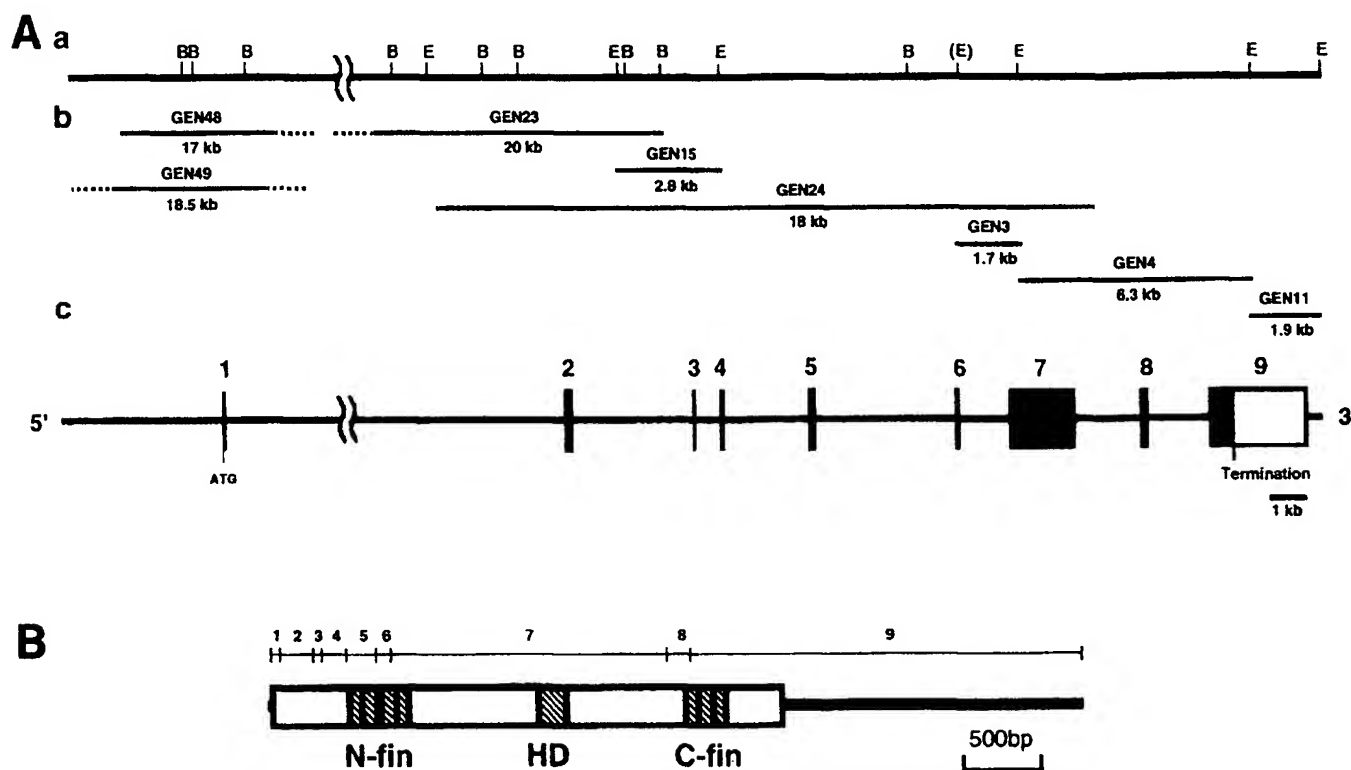 A a
B B B B E B B E B B E B (E) E E E
b
GEN48 GEN23
17 kb 20 kb
GEN15
GEN49 2.8 kb
18.5 kb GEN24
18 kb
GEN3
1.7 kb
GEN4
6.3 kb
GEN11
1.9 kb
c
1 2 3 4 5 6 7 8 9
5' 3
ATG
Termination
1 kb
B
1 2 3 4 5 6 7 8 9
N-fin HD C-fin
500bp